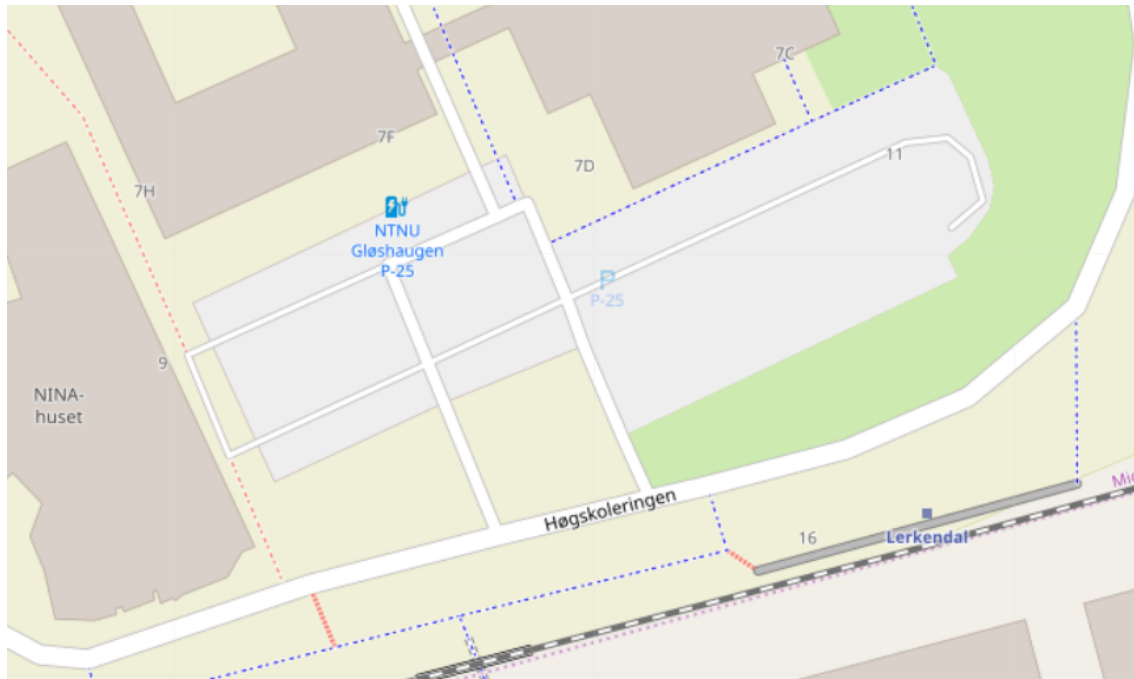 7C
7F
11
7D
7H
NTNU
Gløshaugen
P-25
P-25
9
NINA-
huset
Høgskoleringen
16
Lerkendal